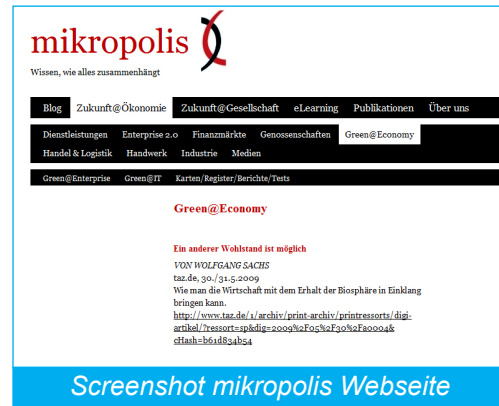 mikropolis
Wissen, wie alles zusammenhängt
Blog Zukunft@Ökonomie Zukunft@Gesellschaft eLearning Publikationen Über uns
Dienstleistungen Enterprise 2.0 Finanzmärkte Genossenschaften Green@Economy
Handel & Logistik Handwerk Industrie Medien
Green@Enterprise Green@IT Karten/Register/Berichte/Tests
Green@Economy
Ein anderer Wohlstand ist möglich
VON WOLFGANG SACHS
taz.de, 30./31.5.2009
Wie man die Wirtschaft mit dem Erhalt der Biosphäre in Einklang
bringen kann.
http://www.taz.de/1/archiv/print-archiv/printressorts/digi-
artikel/?ressort=sp&dig=2009%2F05%2F30%2Fa0004&
cHash=b61d834b54
Screenshot mikropolis Webseite